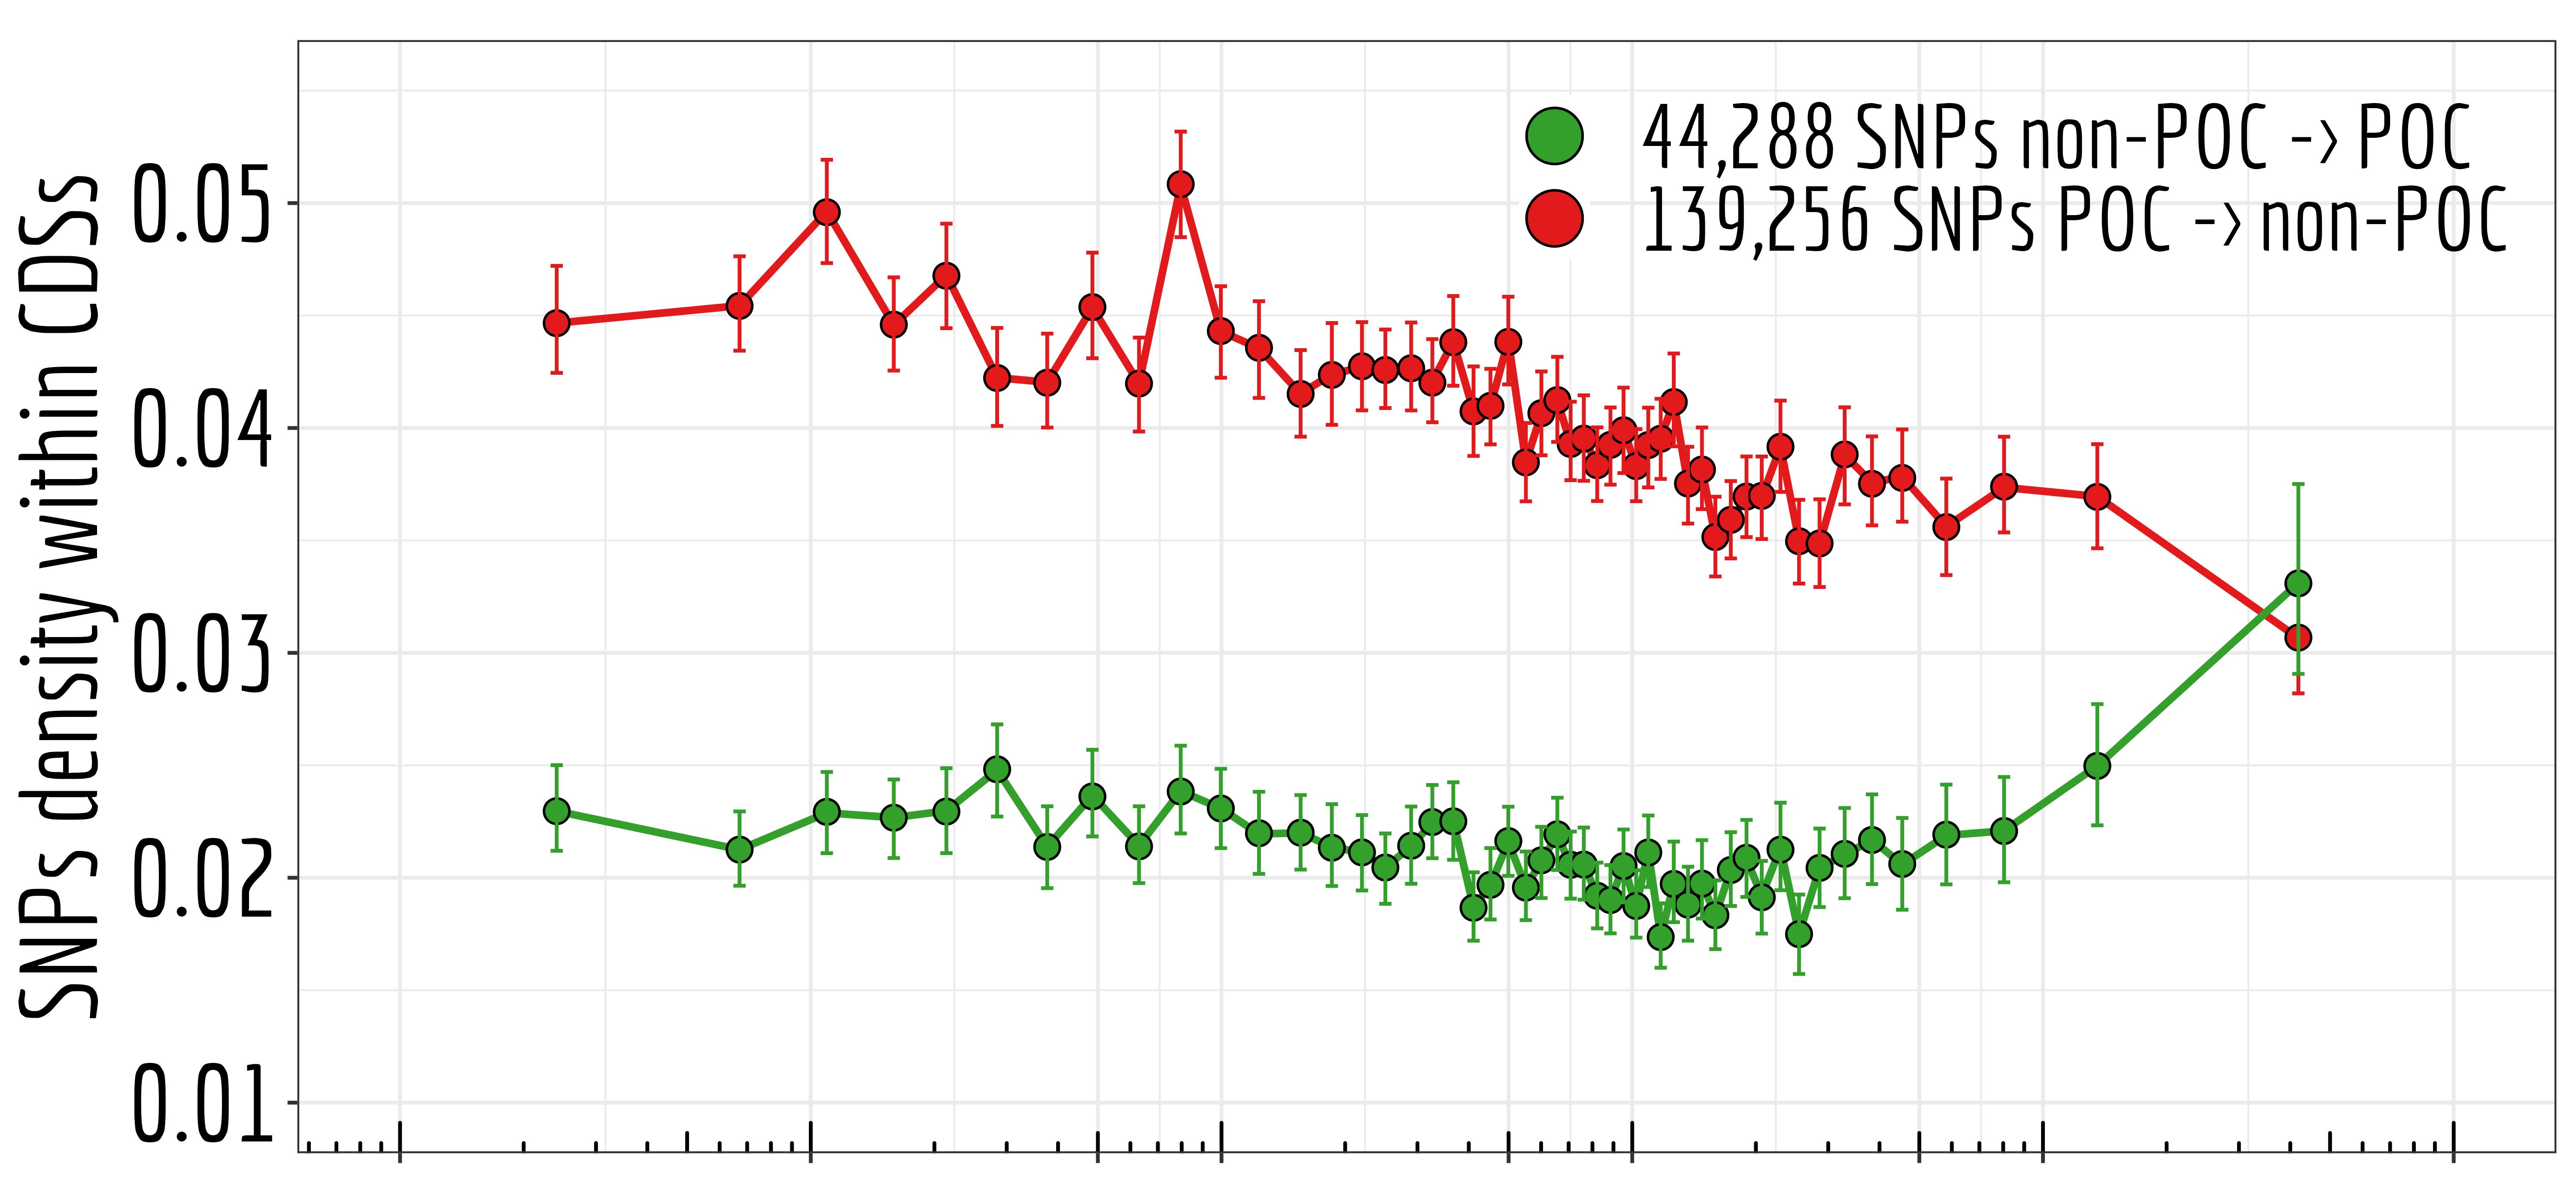 SNPs density within CDSs
0.05
0.04
0.03
0.02
0.01
44,288 SNPs non-POC -> POC
139,256 SNPs POC -> non-POC